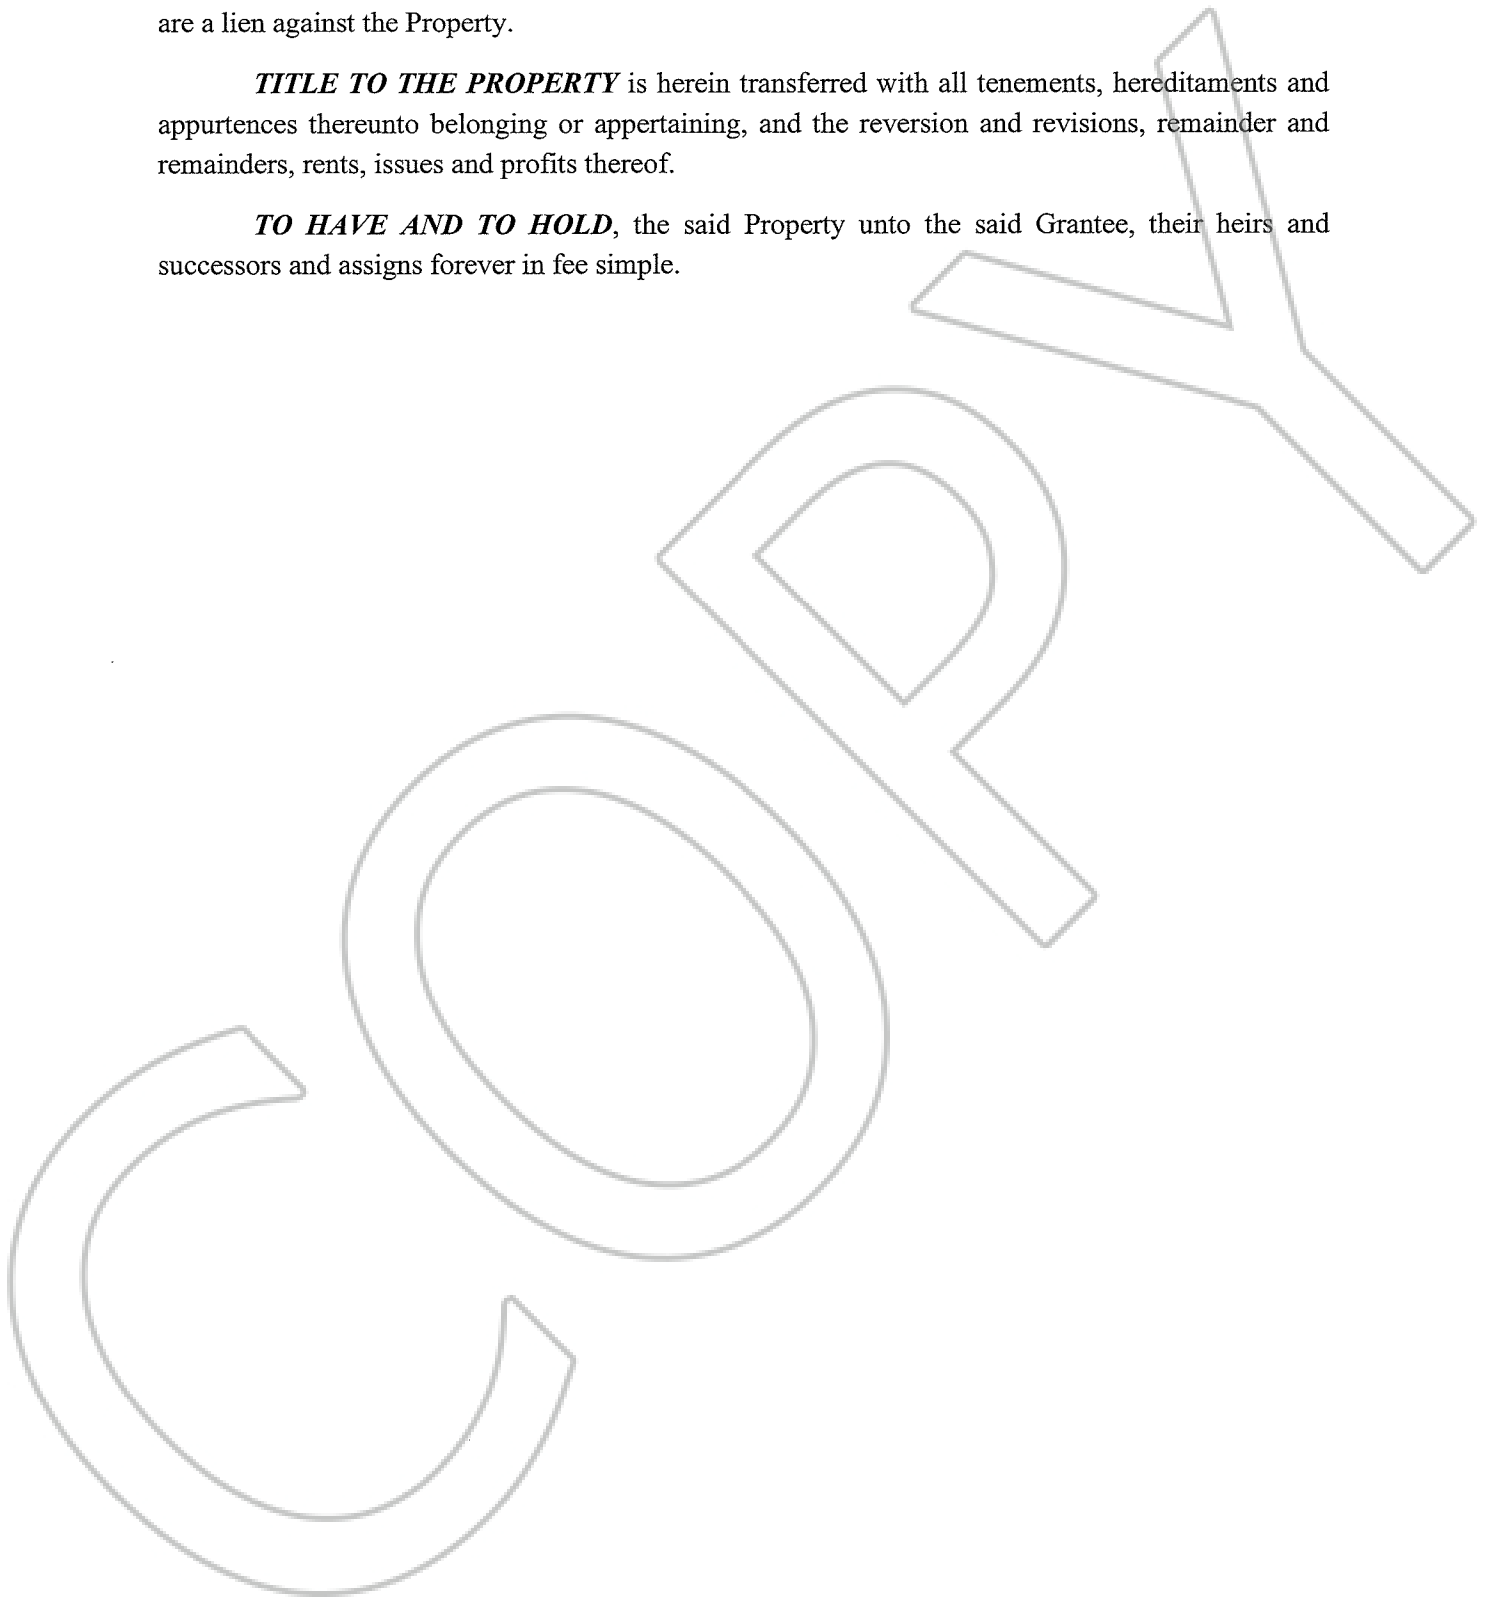 are a lien against the Property.
TITLE TO THE PROPERTY is herein transferred with all tenements, hereditaments and
appurtences thereunto belonging or appertaining, and the reversion and revisions, remainder and
remainders, rents, issues and profits thereof.
TO HAVE AND TO HOLD, the said Property unto the said Grantee, their heirs and
successors and assigns forever in fee simple.
COPY